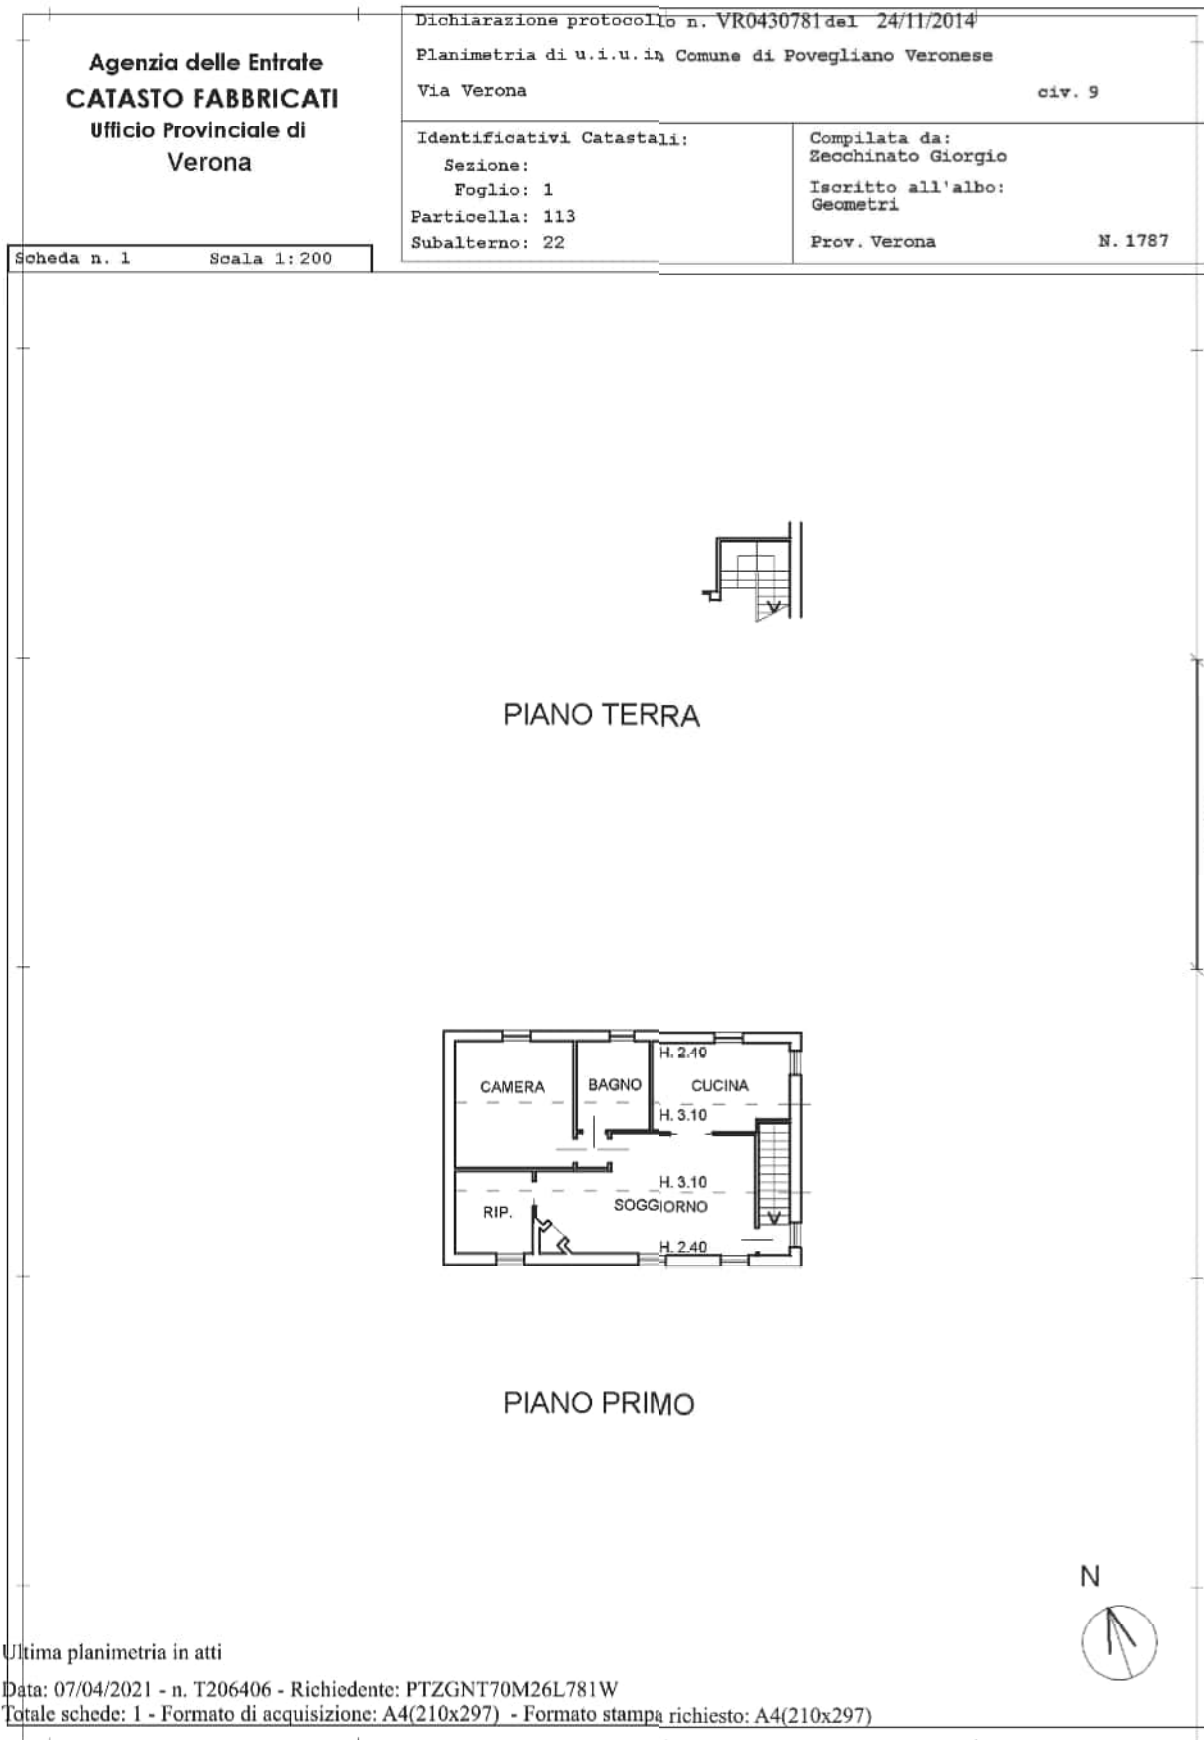 Agenzia delle Entrate
CATASTO FABBRICATI
Ufficio Provinciale di
Verona
Dichiarazione protocollo n. VR0430781 del 24/11/2014
Planimetria di u.i.u. in Comune di Povegliano Veronese
Via Verona civ. 9
Identificativi Catastali:
Sezione:
Foglio: 1
Particella: 113
Subalterno: 22
Compilata da:
Zecchinato Giorgio
Iscritto all'albo:
Geometri
Prov. Verona N. 1787
Scheda n. 1 Scala 1:200
PIANO TERRA
H. 2.40
CAMERA BAGNO CUCINA
H. 3.10
H. 3.10
RIP. SOGGIORNO
H. 2.40
PIANO PRIMO
N
Ultima planimetria in atti
Data: 07/04/2021 - n. T206406 - Richiedente: PTZGNT70M26L781W
Totale schede: 1 - Formato di acquisizione: A4(210x297) - Formato stampa richiesto: A4(210x297)